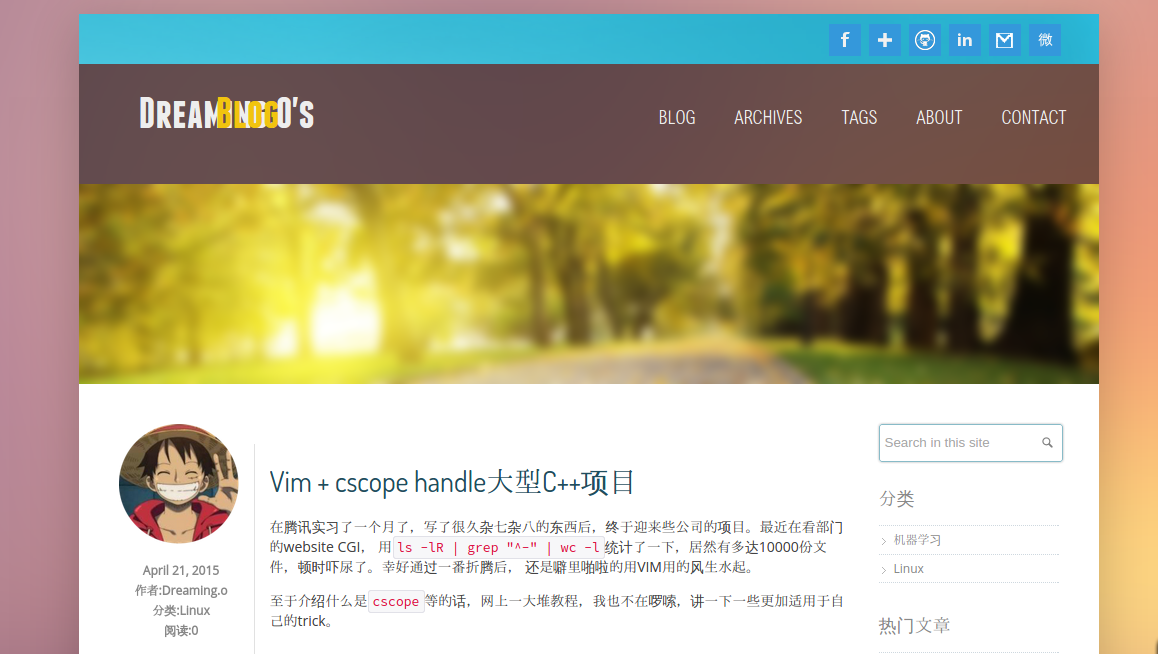 微
Dreaming.O's
Blog
BLOG ARCHIVES TAGS ABOUT CONTACT
Vim + cscope handle大型C++项目
在腾讯实习了一个月了，写了很久杂七杂八的东西后，终于迎来些公司的项目。最近在看部门
的website CGI， 用 ls -lR | grep "^-" | wc -l 统计了一下，居然有多达10000份文
件，顿时吓尿了。幸好通过一番折腾后， 还是噼里啪啦的用VIM用的风生水起。
至于介绍什么是 cscope 等的话，网上一大堆教程，我也不在啰嗦，讲一下一些更加适用于自
己的trick。
April 21, 2015
作者:Dreaming.o
分类:Linux
阅读:0
Search in this site
分类
机器学习
Linux
热门文章